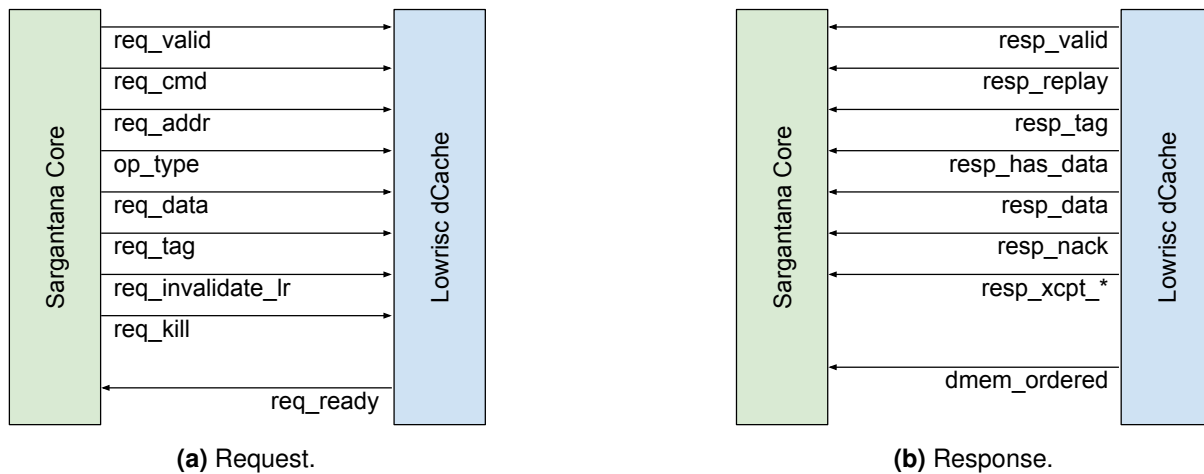 Sargantana Core
req_valid
req_cmd
req_addr
op_type
req_data
req_tag
req_invalidate_lr
req_kill
req_ready
Lowrisc dCache
(a) Request.
Sargantana Core
resp_valid
resp_replay
resp_tag
resp_has_data
resp_data
resp_nack
resp_xcpt_*
dmem_ordered
Lowrisc dCache
(b) Response.